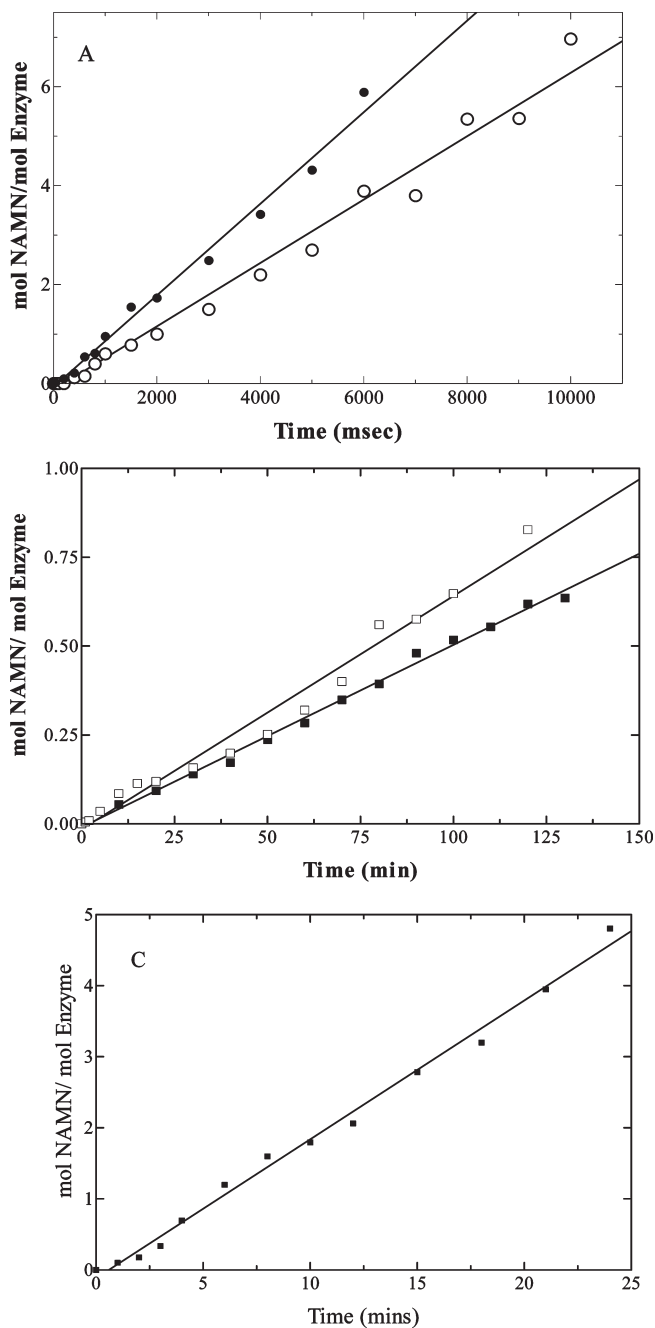 A
mol NAMN/mol Enzyme
6
4
2
0
0 2000 4000 6000 8000 10000
Time (msec)
mol NAMN/ mol Enzyme
1.00
0.75
0.50
0.25
0.00
0 25 50 75 100 125 150
Time (min)
C
mol NAMN/ mol Enzyme
5
4
3
2
1
0
0 5 10 15 20 25
Time (mins)